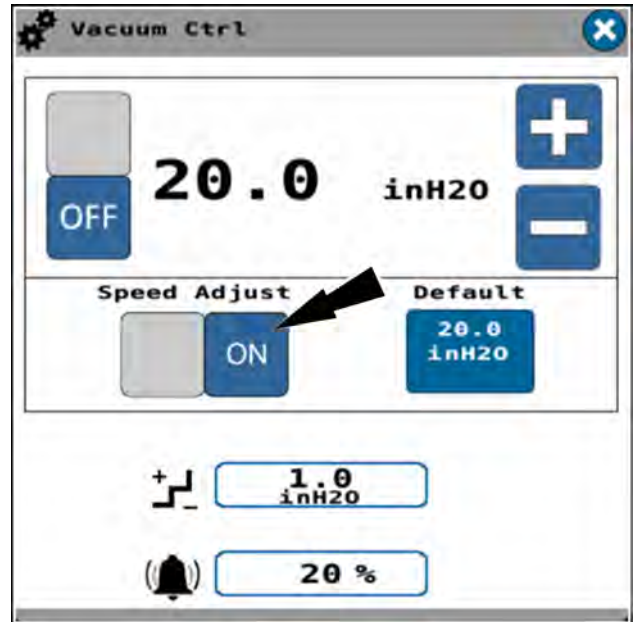 Vacuum Ctrl
20.0 inH2O
OFF
Speed Adjust Default
ON
20.0
inH2O
1.0
inH2O
20 %